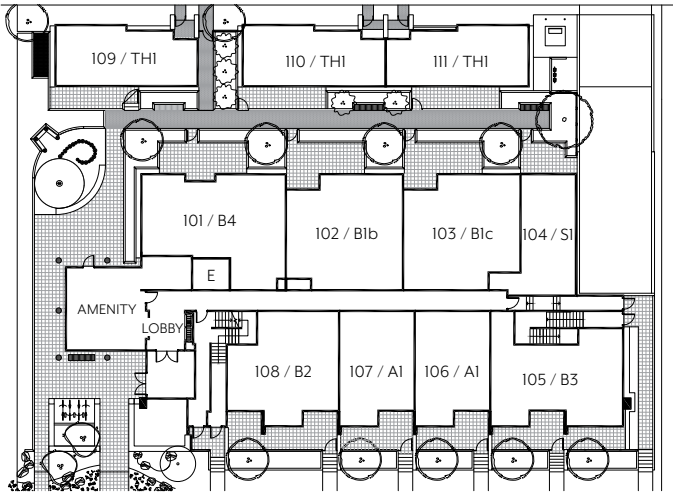 109 / TH1
110 / TH1
111 / TH1
101 / B4
102 / B1b
103 / B1c
104 / S1
E
AMENITY
LOBBY
108 / B2
107 / A1
106 / A1
105 / B3